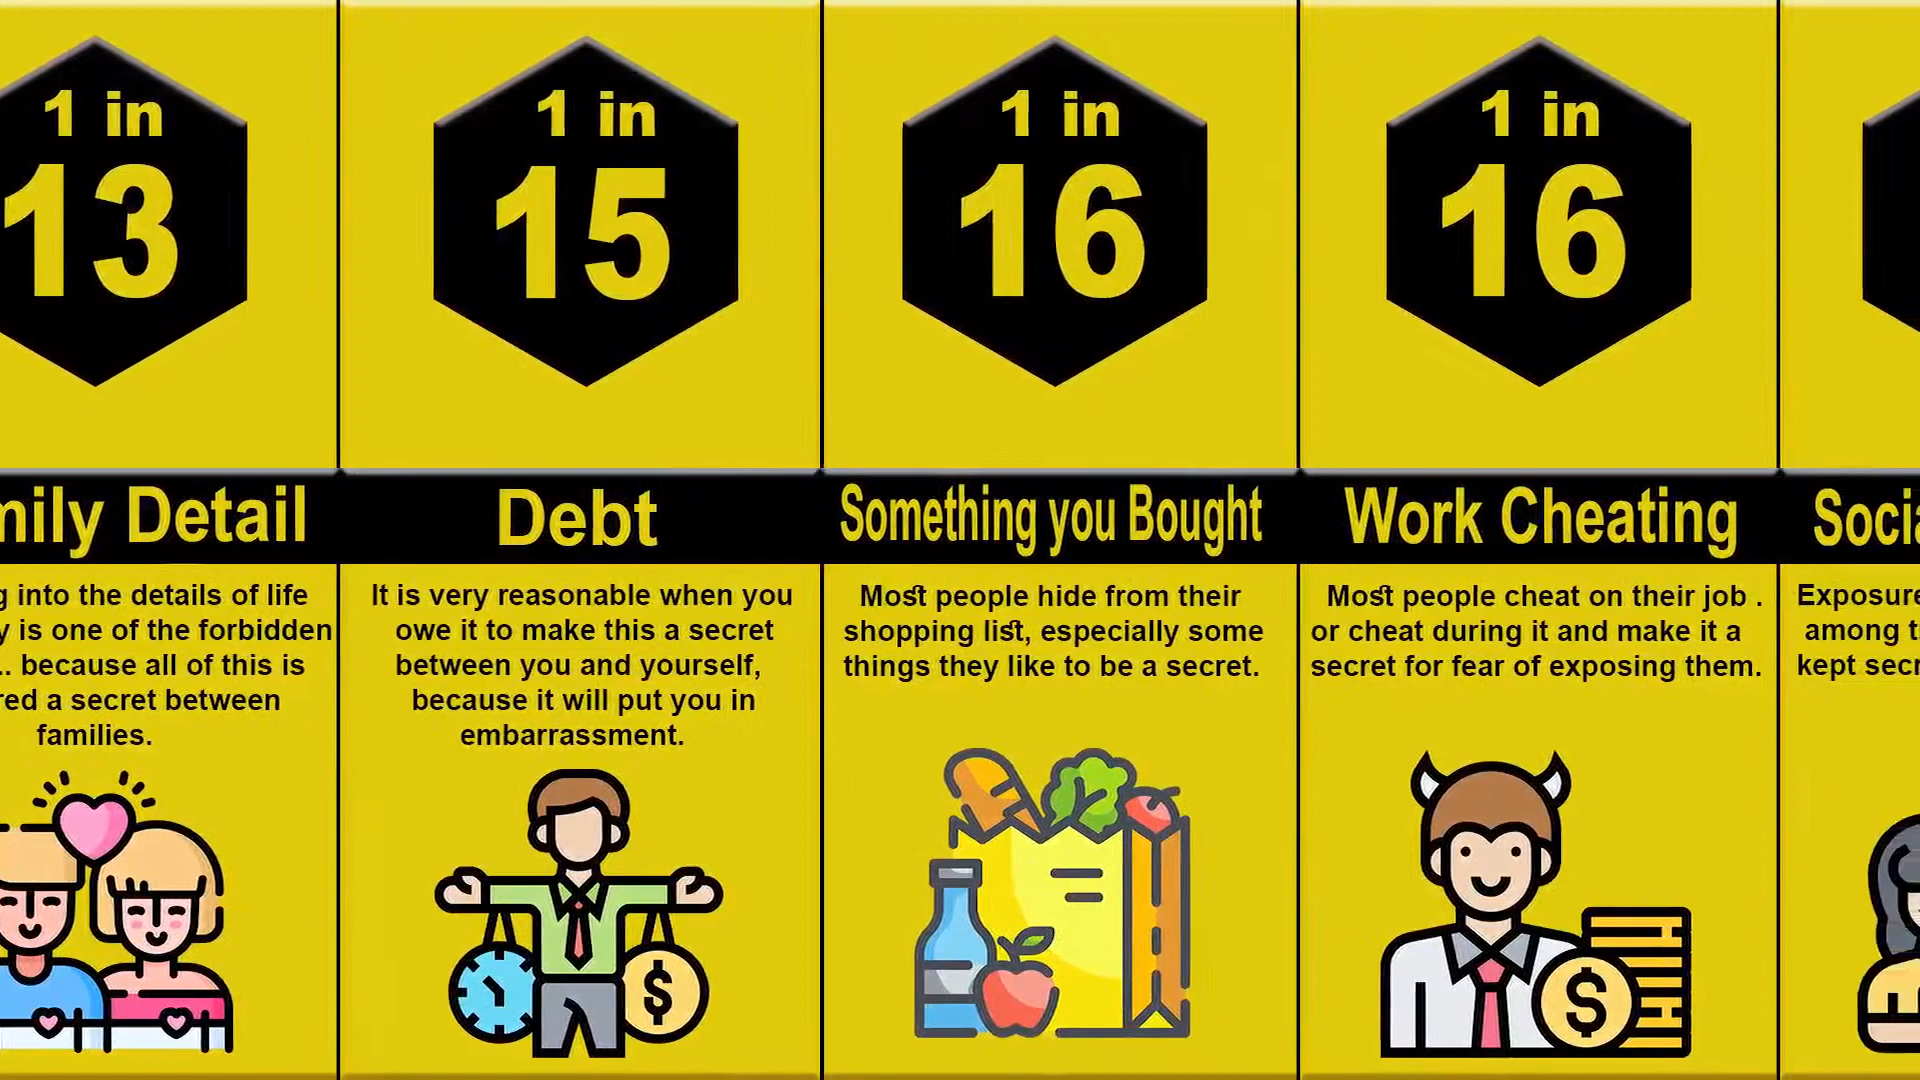 1 in
13
mily Detail
g into the details of life
y is one of the forbidden
.. because all of this is
red a secret between
families.
1 in
15
Debt
It is very reasonable when you
owe it to make this a secret
between you and yourself,
because it will put you in
embarrassment.
$
1 in
16
Something you Bought
Most people hide from their
shopping list, especially some
things they like to be a secret.
1 in
16
Work Cheating
Most people cheat on their job .
or cheat during it and make it a
secret for fear of exposing them.
$
Socia
Exposure
among t
kept secr